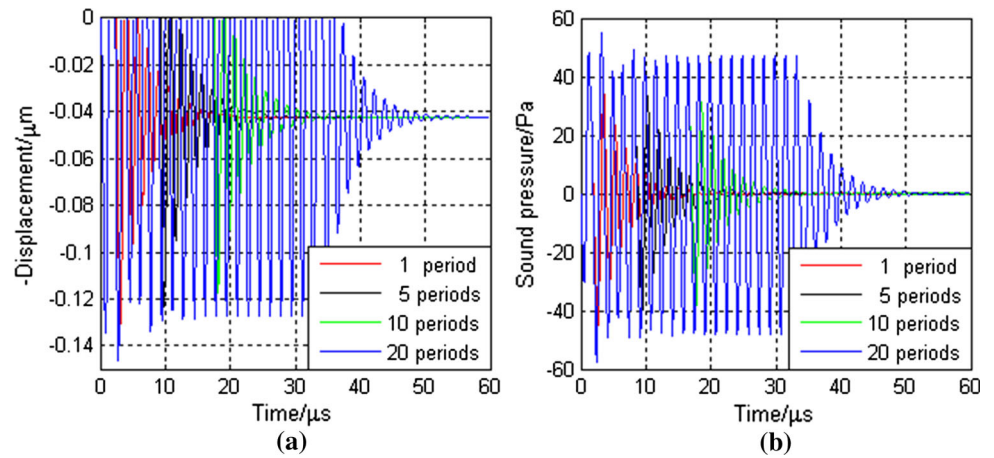 0
-0.02
-0.04
-0.06
-0.08
-0.1
-0.12
-0.14
-Displacement/μm
0 10 20 30 40 50 60
Time/μs
1 period
5 periods
10 periods
20 periods
(a)
60
40
20
0
-20
-40
-60
Sound pressure/Pa
0 10 20 30 40 50 60
Time/μs
1 period
5 periods
10 periods
20 periods
(b)